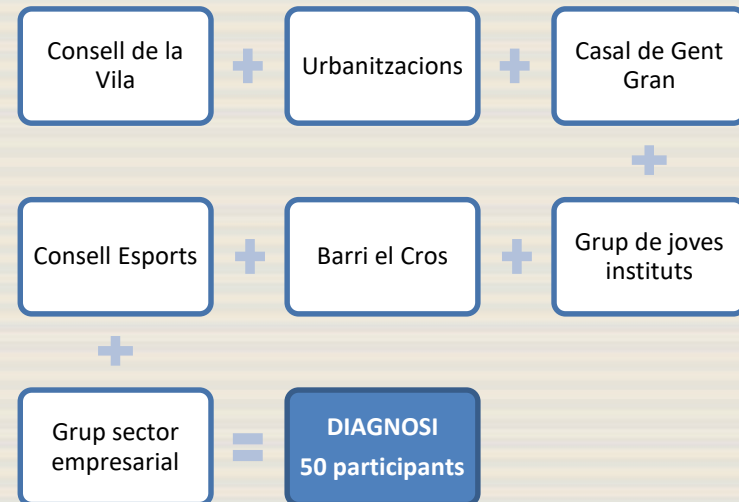 Consell de la
Vila
Urbanitzacions
Casal de Gent
Gran
Consell Esports
Barri el Cros
Grup de joves
instituts
Grup sector
empresarial
DIAGNOSI
50 participants